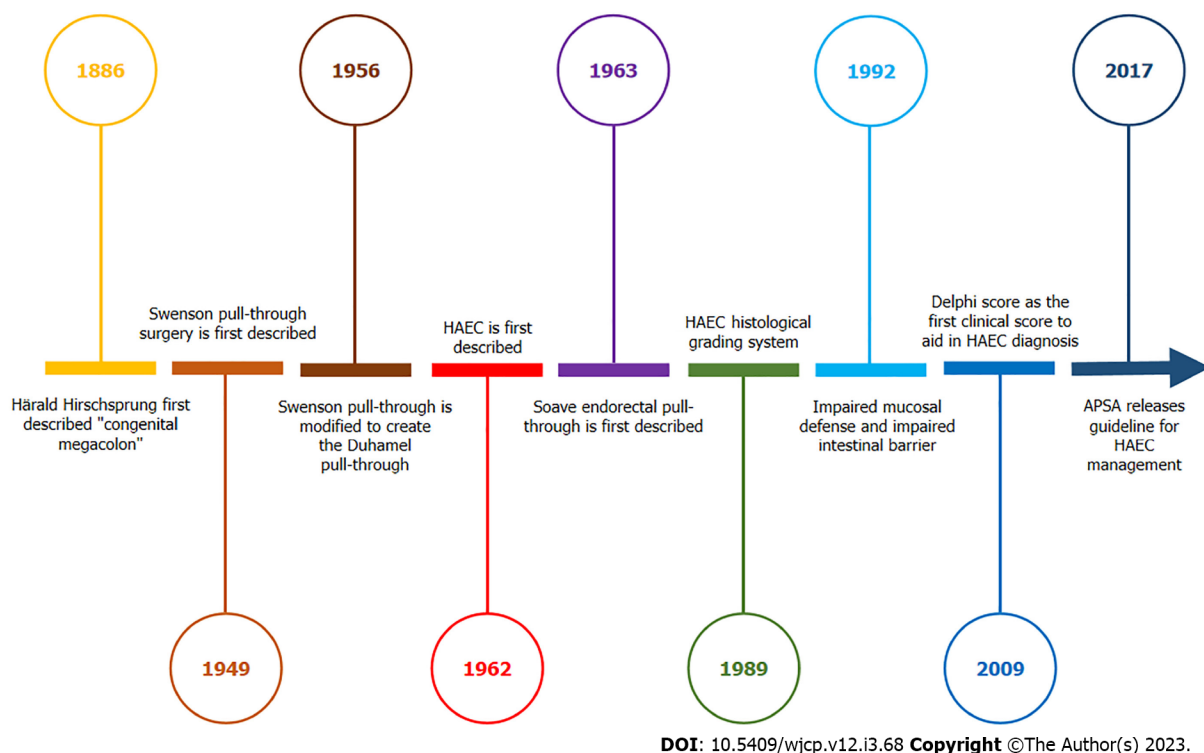 1886
1956
1963
1992
2017
Swenson pull-through
surgery is first described
HAEC is first
described
HAEC histological
grading system
Delphi score as the
first clinical score to
aid in HAEC diagnosis
Härald Hirschsprung first
described "congenital
megacolon"
Swenson pull-through is
modified to create
the Duhamel
pull-through
Soave endorectal pull-
through is first described
Impaired mucosal
defense and impaired
intestinal barrier
APSA releases
guideline for
HAEC
management
1949
1962
1989
2009
DOI: 10.5409/wjcp.v12.i3.68 Copyright ©The Author(s) 2023.